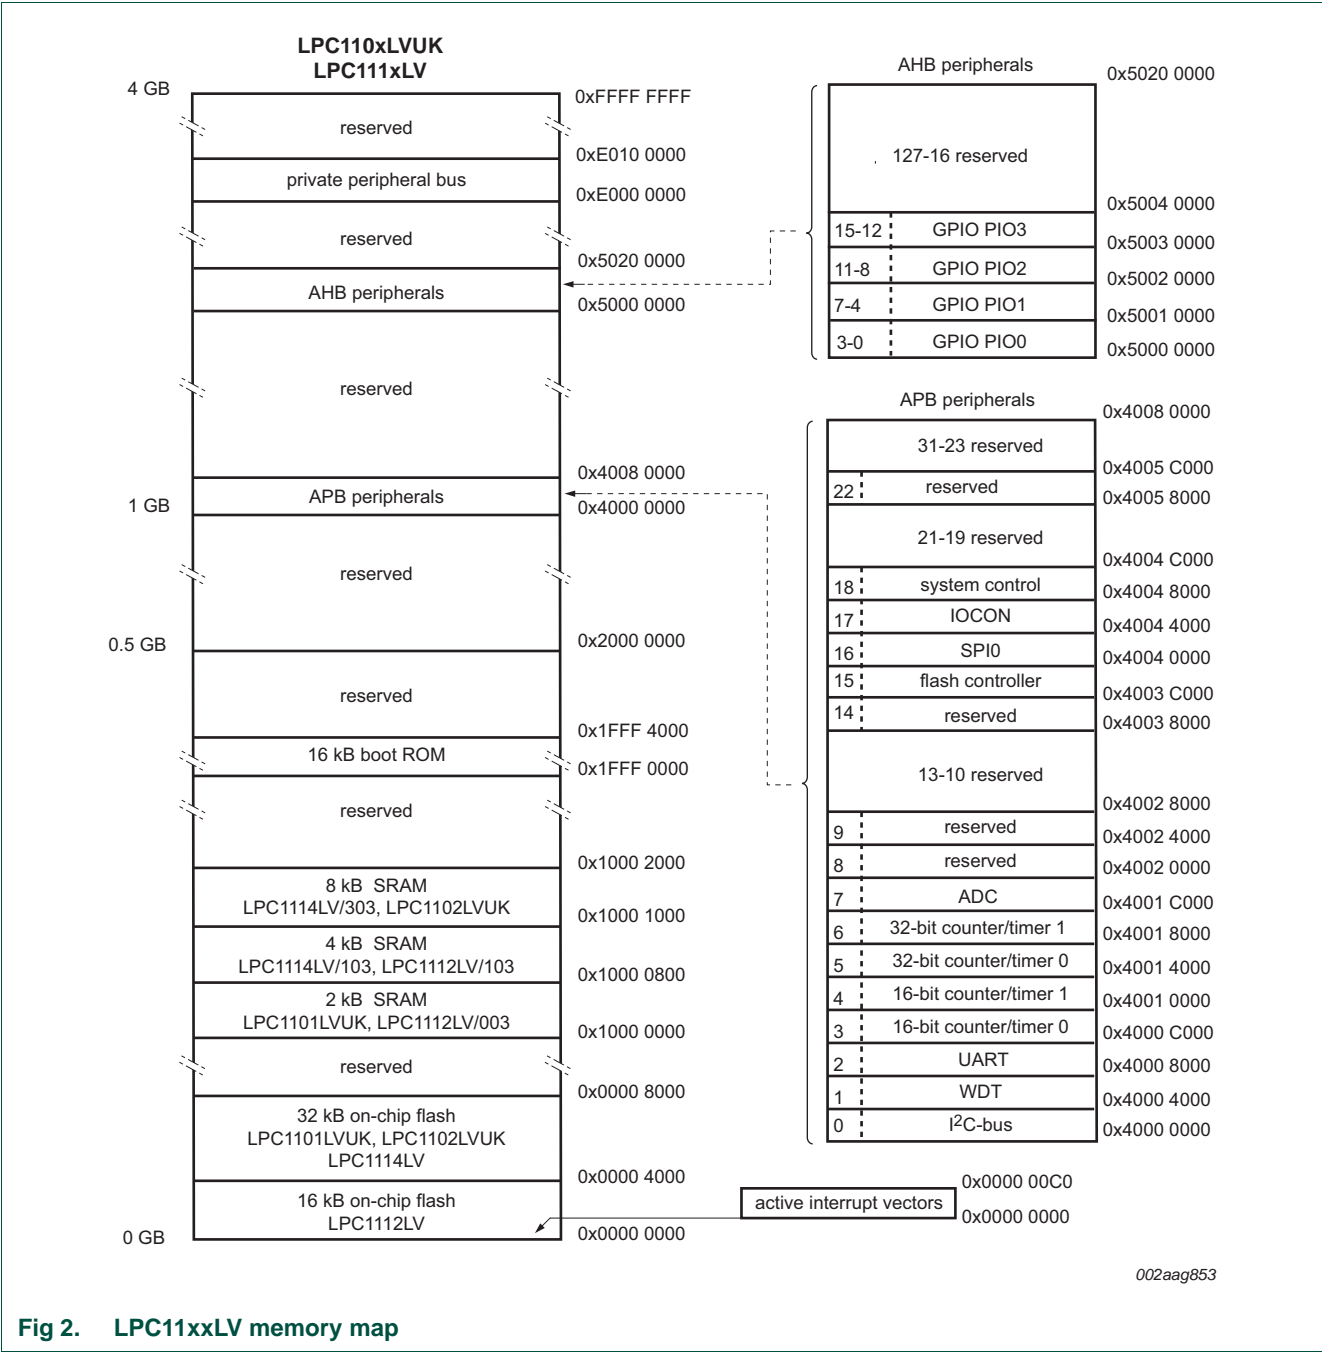 LPC110xLVUK
LPC111xLV
4 GB
0xFFFF FFFF
reserved
0xE010 0000
private peripheral bus
0xE000 0000
reserved
0x5020 0000
AHB peripherals
0x5000 0000
reserved
0x4008 0000
APB peripherals
1 GB
0x4000 0000
reserved
0x2000 0000
0.5 GB
reserved
0x1FFF 4000
16 kB boot ROM
0x1FFF 0000
reserved
0x1000 2000
8 kB SRAM
LPC1114LV/303, LPC1102LVUK
0x1000 1000
4 kB SRAM
LPC1114LV/103, LPC1112LV/103
0x1000 0800
2 kB SRAM
LPC1101LVUK, LPC1112LV/003
0x1000 0000
reserved
0x0000 8000
32 kB on-chip flash
LPC1101LVUK, LPC1102LVUK
LPC1114LV
0x0000 4000
16 kB on-chip flash
LPC1112LV
0 GB
0x0000 0000
AHB peripherals
0x5020 0000
127-16 reserved
0x5004 0000
15-12 GPIO PIO3
0x5003 0000
11-8 GPIO PIO2
0x5002 0000
7-4 GPIO PIO1
0x5001 0000
3-0 GPIO PIO0
0x5000 0000
APB peripherals
0x4008 0000
31-23 reserved
0x4005 C000
22 reserved
0x4005 8000
21-19 reserved
0x4004 C000
18 system control
0x4004 8000
17 IOCON
0x4004 4000
16 SPI0
0x4004 0000
15 flash controller
0x4003 C000
14 reserved
0x4003 8000
13-10 reserved
0x4002 8000
9 reserved
0x4002 4000
8 reserved
0x4002 0000
7 ADC
0x4001 C000
6 32-bit counter/timer 1
0x4001 8000
5 32-bit counter/timer 0
0x4001 4000
4 16-bit counter/timer 1
0x4001 0000
3 16-bit counter/timer 0
0x4000 C000
2 UART
0x4000 8000
1 WDT
0x4000 4000
0 I2C-bus
0x4000 0000
0x0000 00C0
active interrupt vectors
0x0000 0000
002aag853
Fig 2. LPC11xxLV memory map